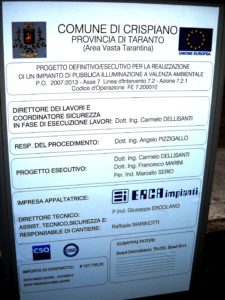 COMUNE DI CRISPIANO
PROVINCIA DI TARANTO
(Area Vasta Tarantina)
UNIONE EUROPEA
PROGETTO DEFINITIVO/ESECUTIVO PER LA REALIZZAZIONE
DI UN IMPIANTO DI PUBBLICA ILLUMINAZIONE A VALENZA AMBIENTALE
P.O. 2007/2013 - Asse 7 Linea d'intervento 7.2 - Azione 7.2.1
Codice d'Operazione FE 7.200010
DIRETTORE DEI LAVORI E
COORDINATORE SICUREZZA
IN FASE DI ESECUZIONE LAVORI: Dott. Ing. Carmelo DELLISANTI
RESP. DEL PROCEDIMENTO: Dott. Ing. Angelo PIZZIGALLO
Dott. Ing. Carmelo DELLISANTI
PROGETTO ESECUTIVO: Dott. Ing. Francesco MARINI
Per. Ind. Marcello SERIO
IMPRESA APPALTATRICE: ERCA impianti
P. Ind. Giuseppe ERCOLANO
DIRETTORE TECNICO:
ASSIST. TECNICO, SICUREZZA E
RESPONSABILE DI CANTIERE: Raffaele MARINOTTI
SUBAPPALTATORE:
CSQ
IMPORTO DI CONTRATTO: